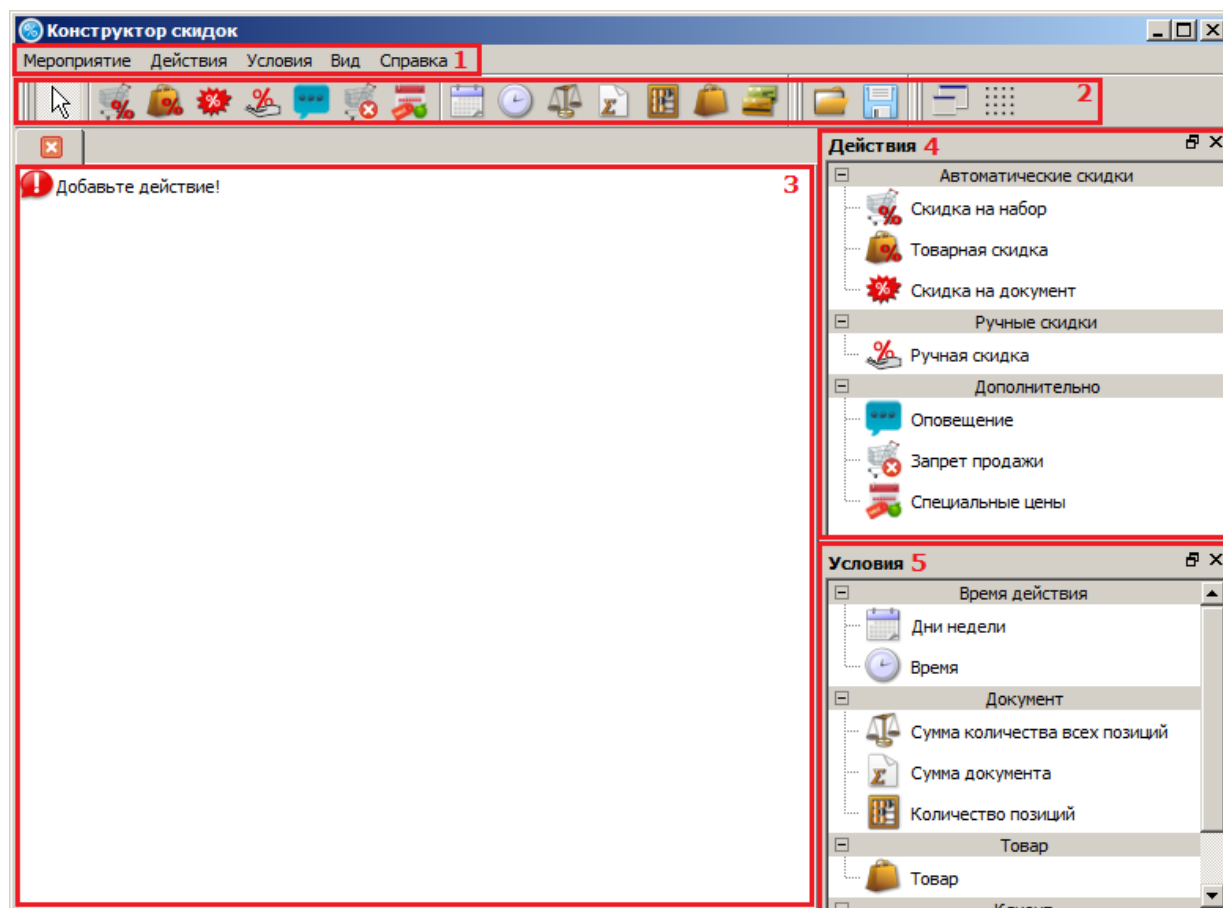 Конструктор скидок
Мероприятие Действия Условия Вид Справка 1
2
Действия 4
Автоматические скидки
Добавьте действие! 3
Скидка на набор
Товарная скидка
Скидка на документ
Ручные скидки
Ручная скидка
Дополнительно
Оповещение
Запрет продажи
Специальные цены
Условия 5
Время действия
Дни недели
Время
Документ
Сумма количества всех позиций
Сумма документа
Количество позиций
Товар
Товар
Клиент